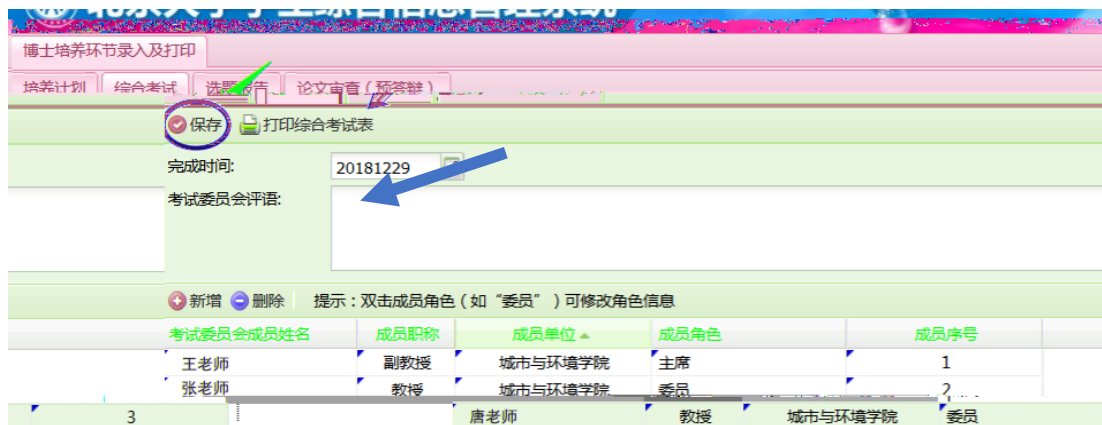 博士培养环节录入及打印
培养计划 综合考试 选题报告 论文审查（预答辩）
保存 打印综合考试表
完成时间: 20181229
考试委员会评语:
新增 删除 提示：双击成员角色（如“委员”）可修改角色信息
考试委员会成员姓名 成员职称 成员单位 成员角色 成员序号
王老师 副教授 城市与环境学院 主席 1
张老师 教授 城市与环境学院 委员 2
3 唐老师 教授 城市与环境学院 委员